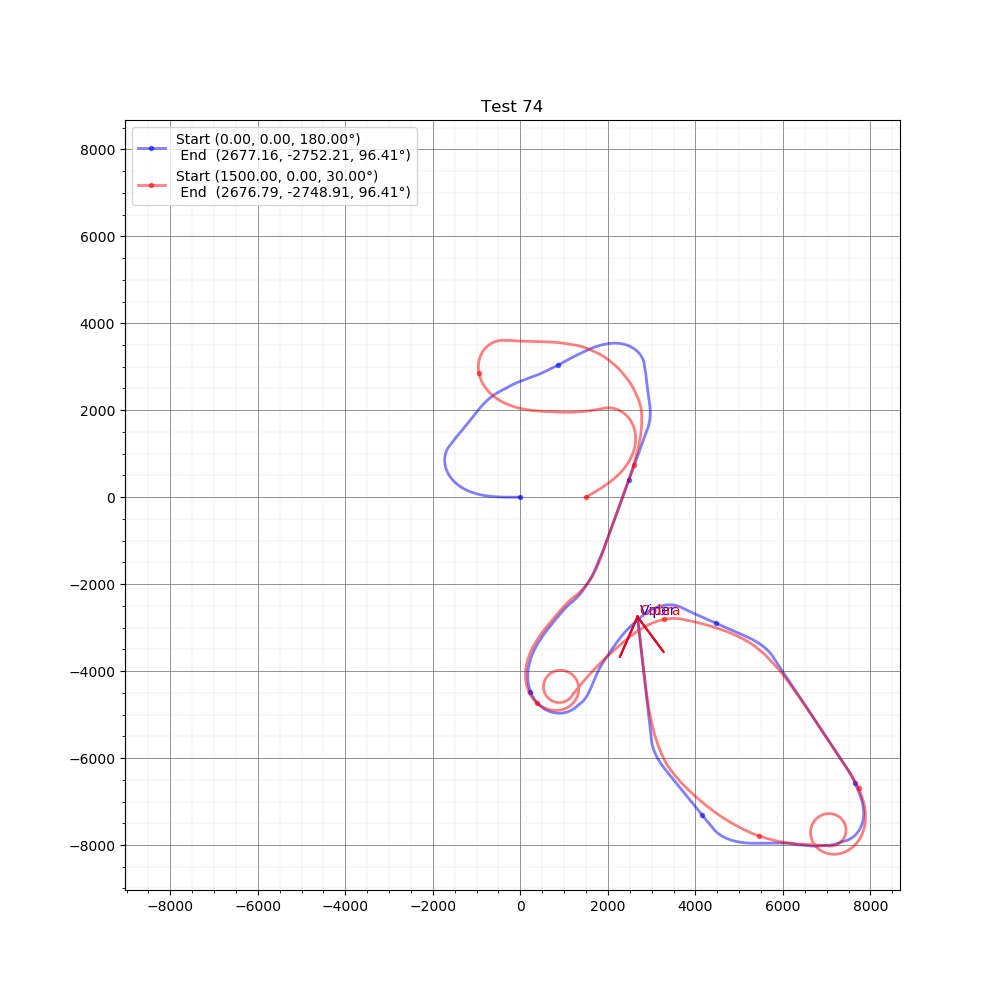 Test 74
Start (0.00, 0.00, 180.00°)
End (2677.16, -2752.21, 96.41°)
Start (1500.00, 0.00, 30.00°)
End (2676.79, -2748.91, 96.41°)
8000
6000
4000
2000
0
−2000
−4000
−6000
−8000
−8000 −6000 −4000 −2000 0 2000 4000 6000 8000